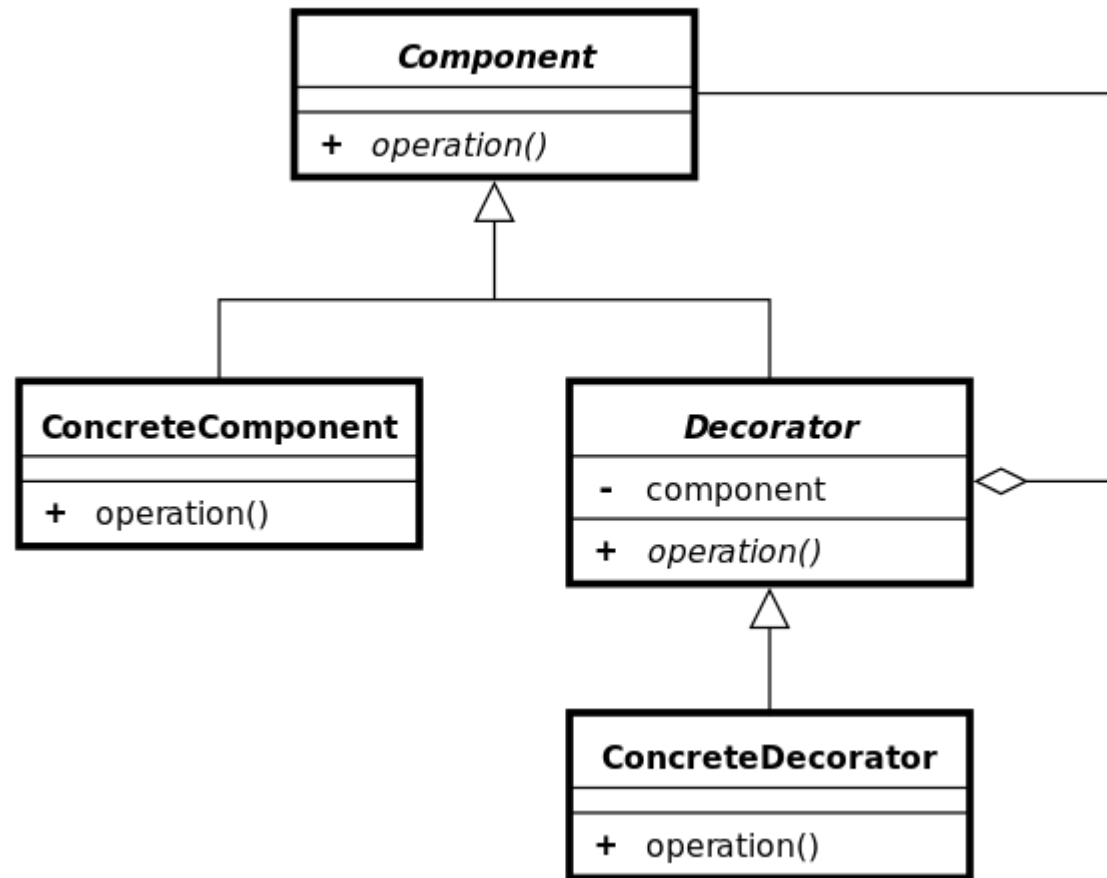 Component
+ operation()
ConcreteComponent
+ operation()
Decorator
- component
+ operation()
ConcreteDecorator
+ operation()